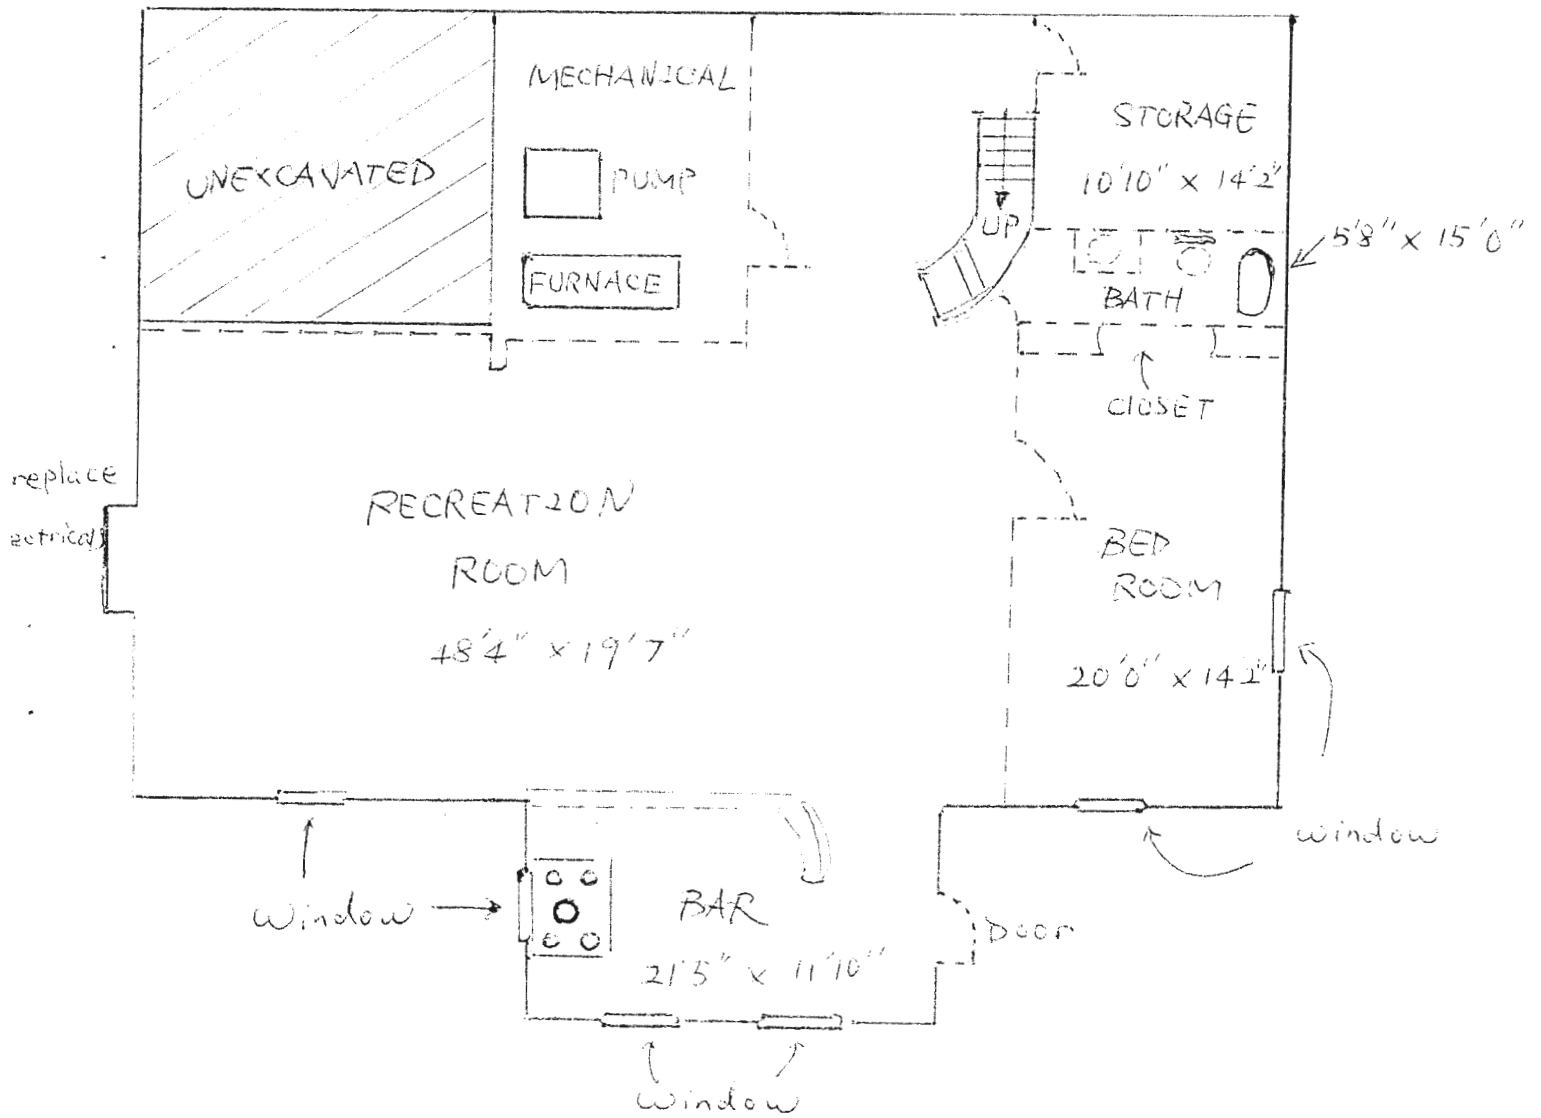 MECHANICAL
STORAGE
UNEXCAVATED
PUMP
10'10" x 14'2"
UP
5'8" x 15'0"
FURNACE
BATH
CLOSET
replace
RECREATION
ROOM
BED
ROOM
48'4" x 19'7"
20'0" x 14'2"
window
window
BAR
Door
21'5" x 11'10"
window